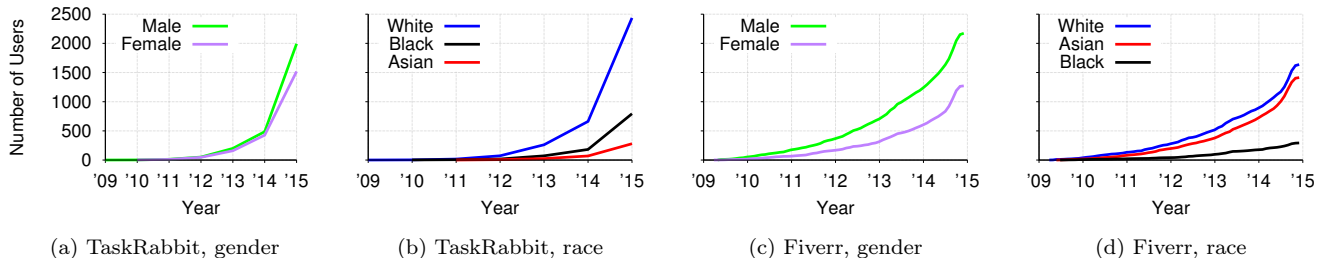 Number of Users
2500
2000
1500
1000
500
0
Male
Female
'09 '10 '11 '12 '13 '14 '15
Year
(a) TaskRabbit, gender
White
Black
Asian
'09 '10 '11 '12 '13 '14 '15
Year
(b) TaskRabbit, race
Male
Female
'09 '10 '11 '12 '13 '14 '15
Year
(c) Fiverr, gender
White
Asian
Black
'09 '10 '11 '12 '13 '14 '15
Year
(d) Fiverr, race